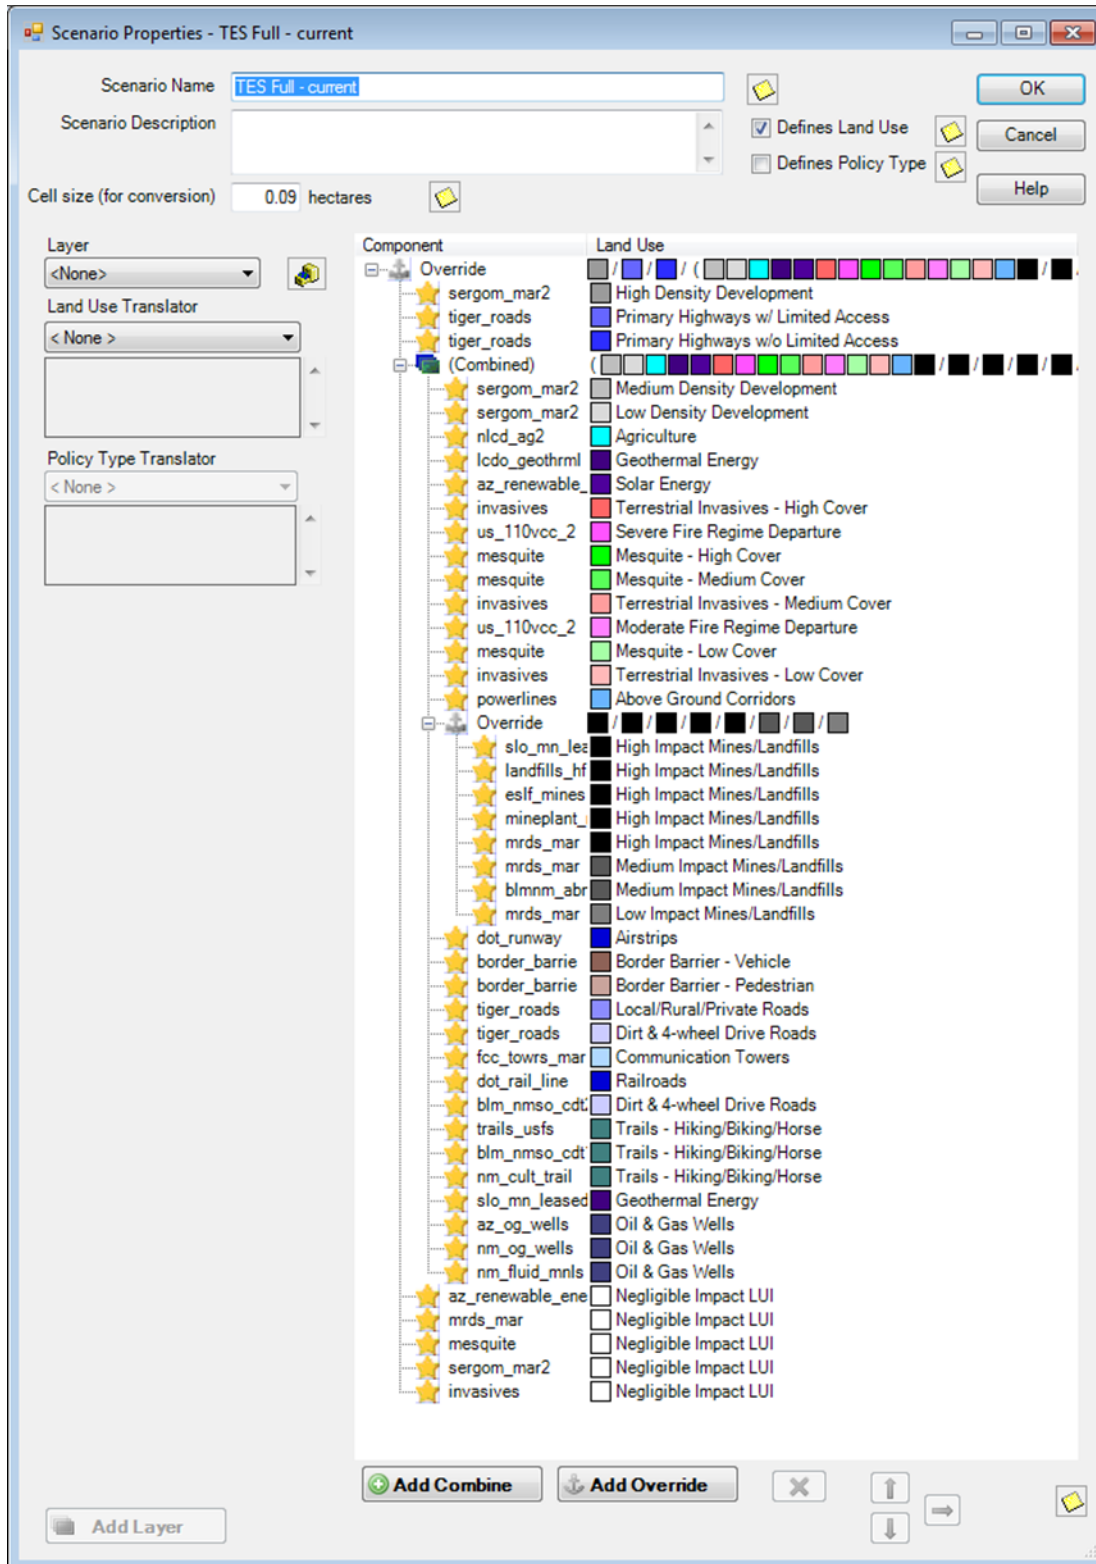 Scenario Properties - TES Full - current
Scenario Name TES Full - current
OK
Scenario Description
Defines Land Use
Cancel
Defines Policy Type
Cell size (for conversion) 0.09 hectares
Help
Layer
<None>
Land Use Translator
< None >
Policy Type Translator
< None >
Component Land Use
Override / / / ( / /
sergom_mar2 High Density Development
tiger_roads Primary Highways w/ Limited Access
tiger_roads Primary Highways w/o Limited Access
(Combined) ( / / / /
sergom_mar2 Medium Density Development
sergom_mar2 Low Density Development
nlcd_ag2 Agriculture
lcdo_geothrml Geothermal Energy
az_renewable_ Solar Energy
invasives Terrestrial Invasives - High Cover
us_110vcc_2 Severe Fire Regime Departure
mesquite Mesquite - High Cover
mesquite Mesquite - Medium Cover
invasives Terrestrial Invasives - Medium Cover
us_110vcc_2 Moderate Fire Regime Departure
mesquite Mesquite - Low Cover
invasives Terrestrial Invasives - Low Cover
powerlines Above Ground Corridors
Override / / / / / / /
slo_mn_lea High Impact Mines/Landfills
landfills_hf High Impact Mines/Landfills
eslf_mines High Impact Mines/Landfills
mineplant_ High Impact Mines/Landfills
mrds_mar High Impact Mines/Landfills
mrds_mar Medium Impact Mines/Landfills
blmnm_abr Medium Impact Mines/Landfills
mrds_mar Low Impact Mines/Landfills
dot_runway Airstrips
border_barrie Border Barrier - Vehicle
border_barrie Border Barrier - Pedestrian
tiger_roads Local/Rural/Private Roads
tiger_roads Dirt & 4-wheel Drive Roads
fcc_towrs_mar Communication Towers
dot_rail_line Railroads
blm_nmso_cdt Dirt & 4-wheel Drive Roads
trails_usfs Trails - Hiking/Biking/Horse
blm_nmso_cdt Trails - Hiking/Biking/Horse
nm_cult_trail Trails - Hiking/Biking/Horse
slo_mn_leased Geothermal Energy
az_og_wells Oil & Gas Wells
nm_og_wells Oil & Gas Wells
nm_fluid_mnls Oil & Gas Wells
az_renewable_ene Negligible Impact LUI
mrds_mar Negligible Impact LUI
mesquite Negligible Impact LUI
sergom_mar2 Negligible Impact LUI
invasives Negligible Impact LUI
Add Combine
Add Override
Add Layer